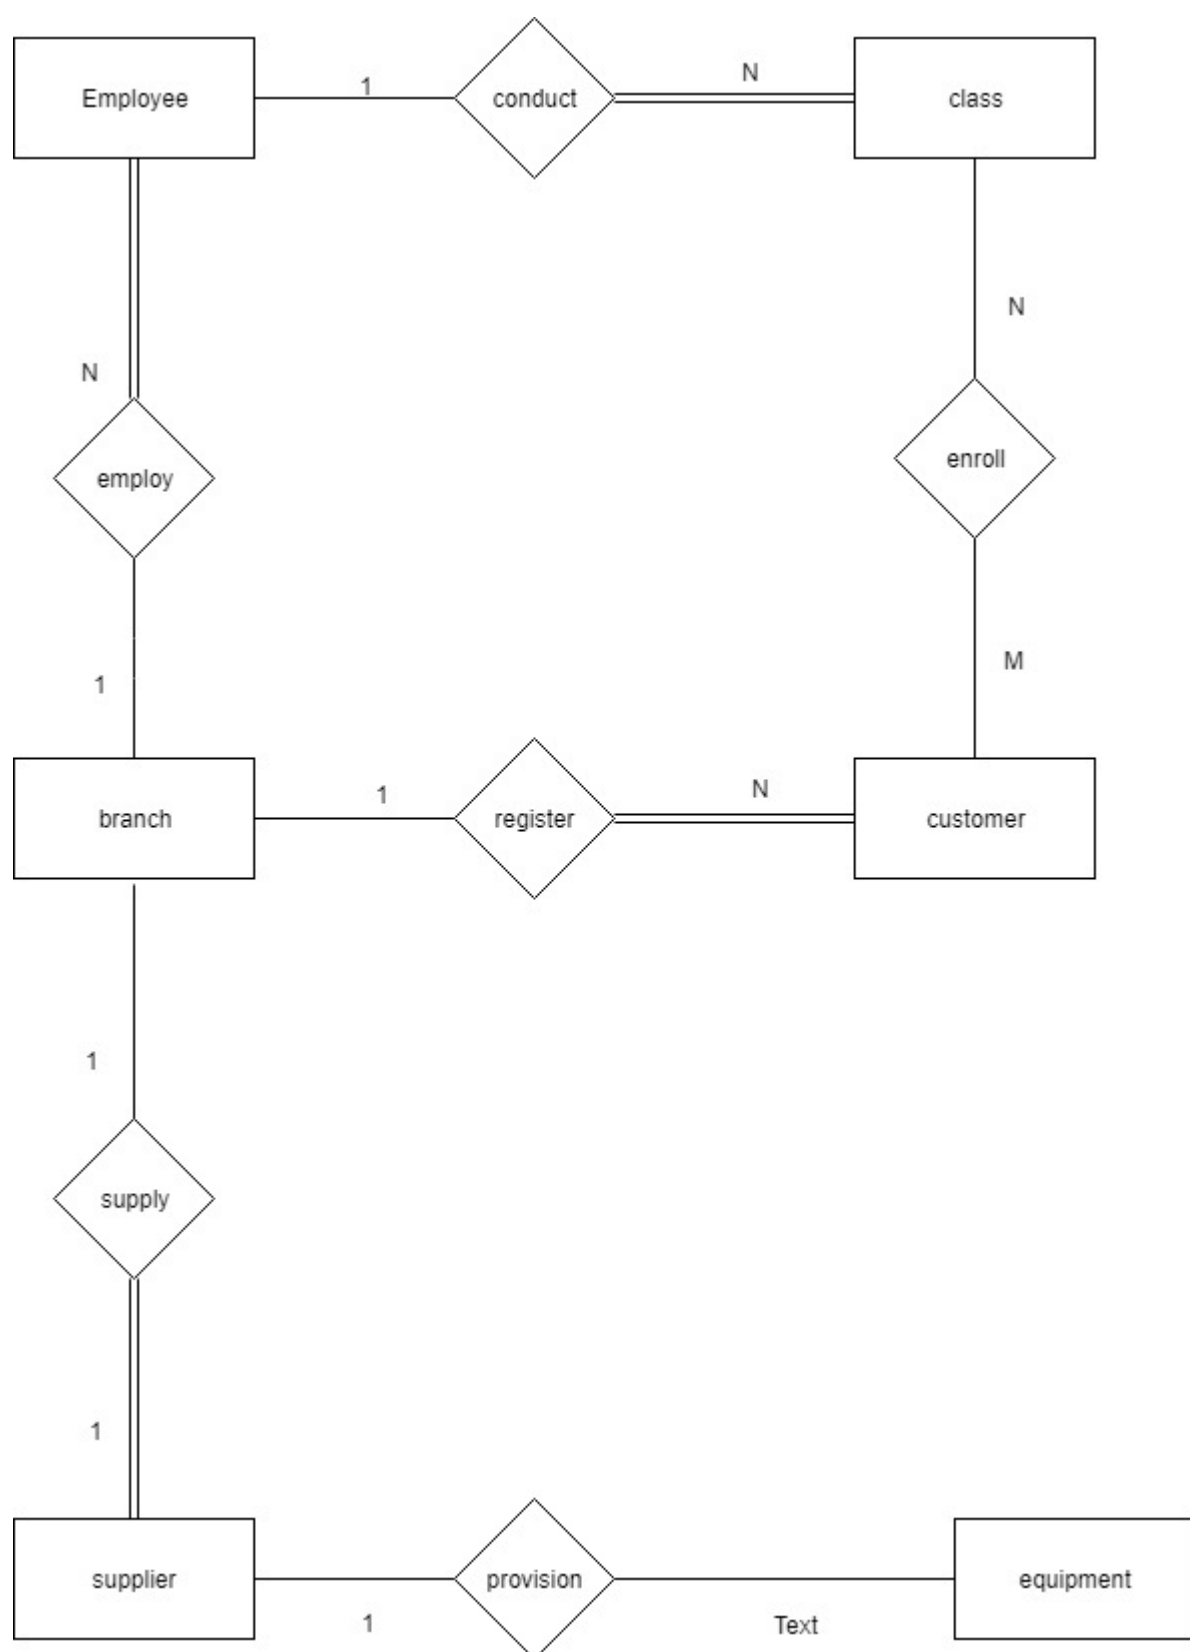 Employee
1
conduct
N
class
N
N
employ
enroll
M
1
branch
1
register
N
customer
1
supply
1
supplier
provision
equipment
1
Text